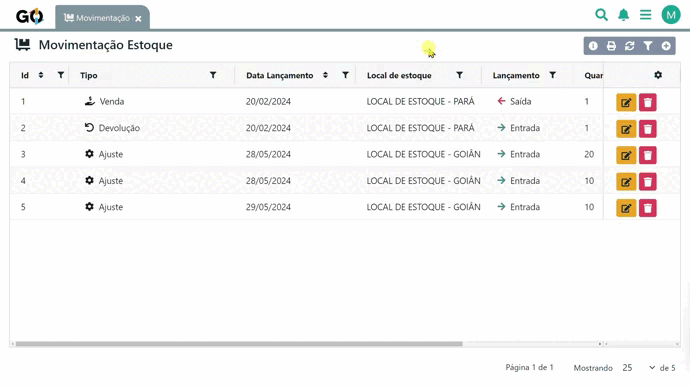 GO Movimentação M
Movimentação Estoque
Id Tipo Data Lançamento Local de estoque Lançamento Quar
1 Venda 20/02/2024 LOCAL DE ESTOQUE - PARÁ Saída 1
2 Devolução 20/02/2024 LOCAL DE ESTOQUE - PARÁ Entrada 1
3 Ajuste 28/05/2024 LOCAL DE ESTOQUE - GOIÂN Entrada 20
4 Ajuste 28/05/2024 LOCAL DE ESTOQUE - GOIÂN Entrada 10
5 Ajuste 29/05/2024 LOCAL DE ESTOQUE - GOIÂN Entrada 10
Página 1 de 1 Mostrando 25 de 5